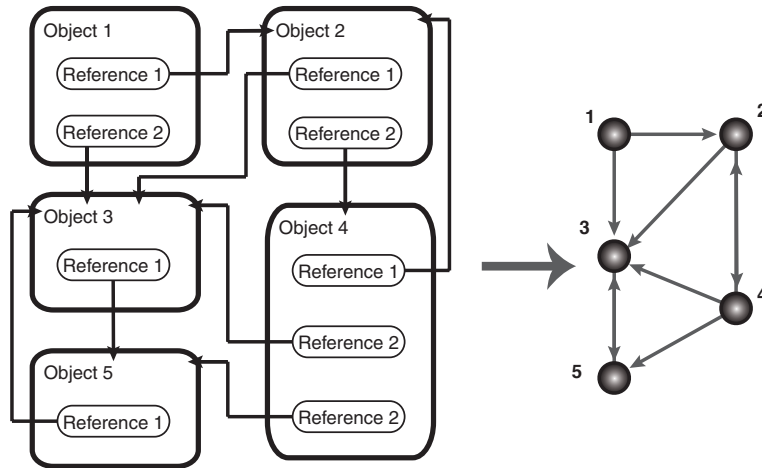 Object 1
Reference 1
Reference 2
Object 2
Reference 1
Reference 2
Object 3
Reference 1
Object 4
Reference 1
Reference 2
Reference 2
Object 5
Reference 1
1
2
3
4
5